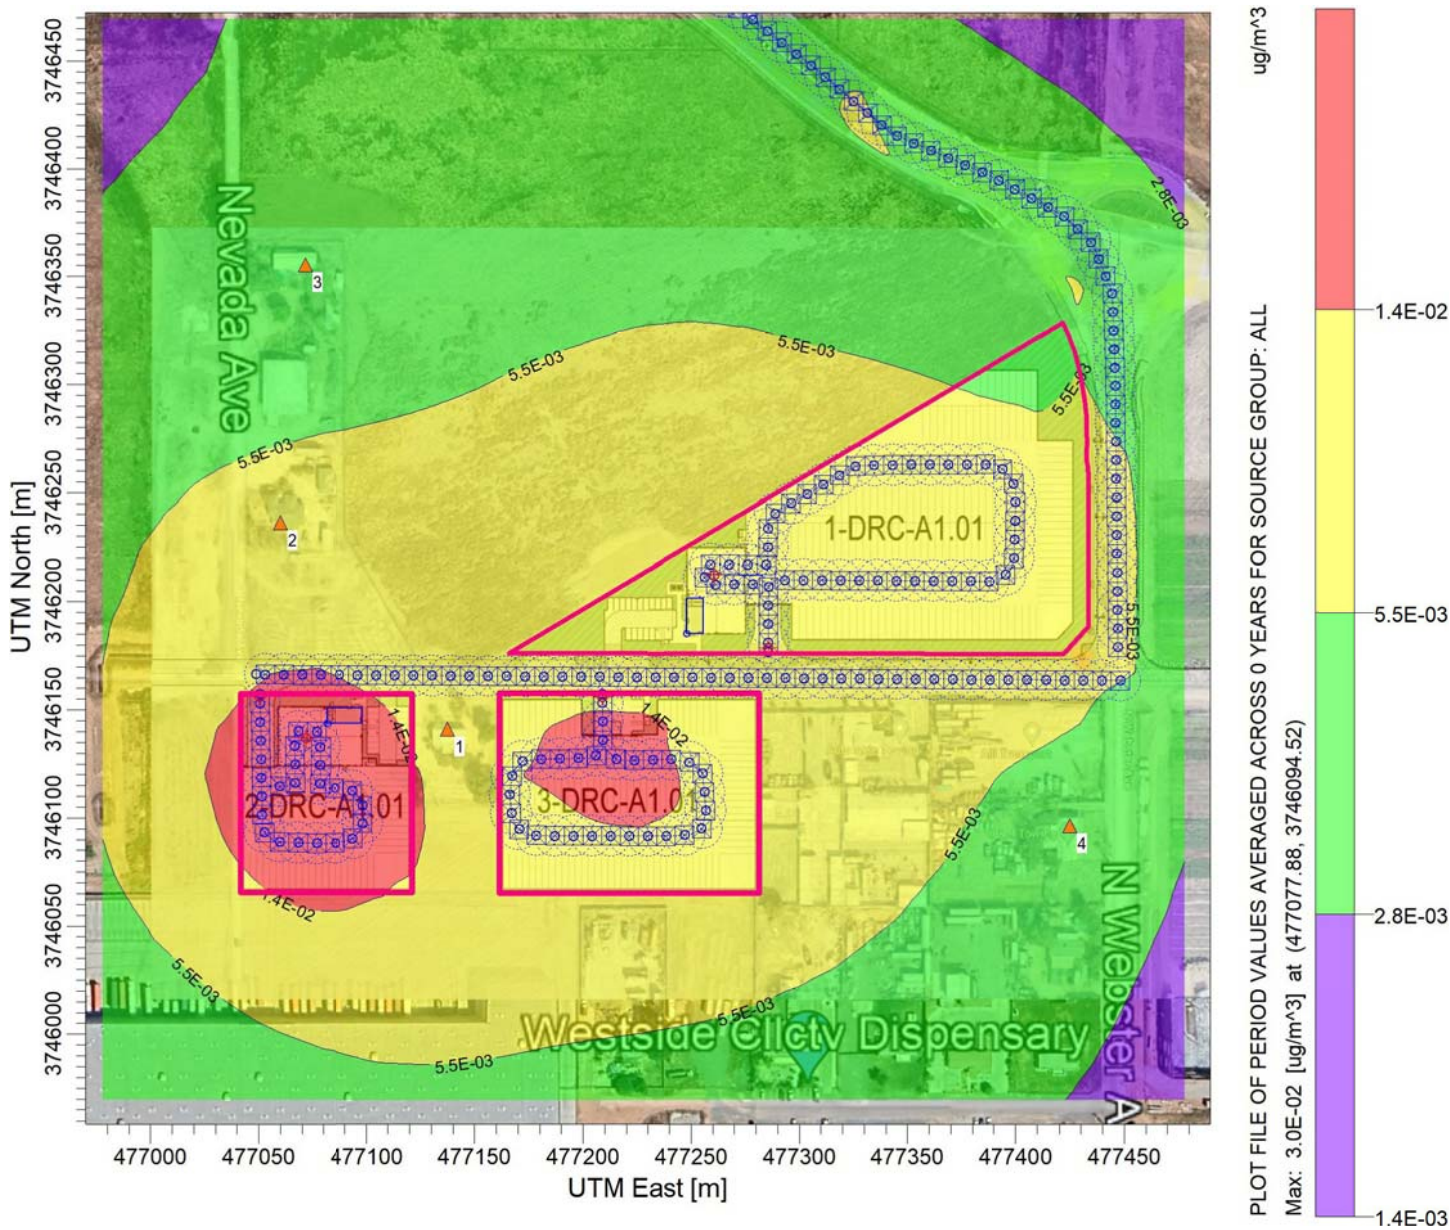 UTM North [m]
3746450
3746400
3746350
3746300
3746250
3746200
3746150
3746100
3746050
3746000
Nevada Ave
3
2
1
4
2.8E-03
5.5E-03
5.5E-03
5.5E-03
5.5E-03
5.5E-03
1-DRC-A1.01
1.4E-02
1.4E-02
2-DRC-A1.01
3-DRC-A1.01
1.4E-02
5.5E-03
5.5E-03
5.5E-03
5.5E-03
Westside Clictv Dispensary
N Webster A
477000 477050 477100 477150 477200 477250 477300 477350 477400 477450
UTM East [m]
PLOT FILE OF PERIOD VALUES AVERAGED ACROSS 0 YEARS FOR SOURCE GROUP: ALL
ug/m^3
Max: 3.0E-02 [ug/m^3] at (477077.88, 3746094.52)
1.4E-02
5.5E-03
2.8E-03
1.4E-03